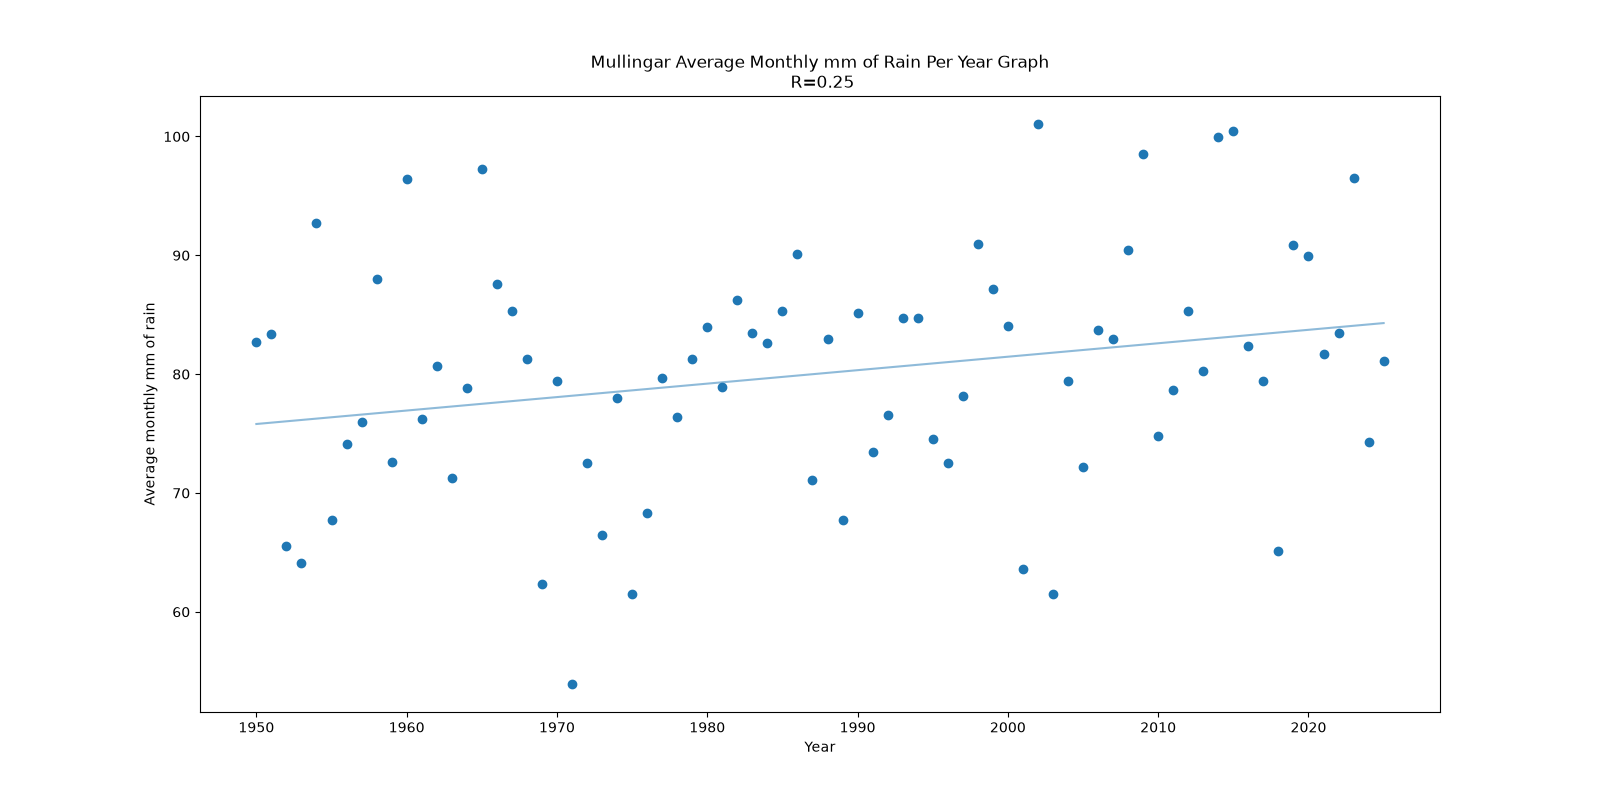 Mullingar Average Monthly mm of Rain Per Year Graph
R=0.25
100
90
80
70
60
Average monthly mm of rain
1950 1960 1970 1980 1990 2000 2010 2020
Year